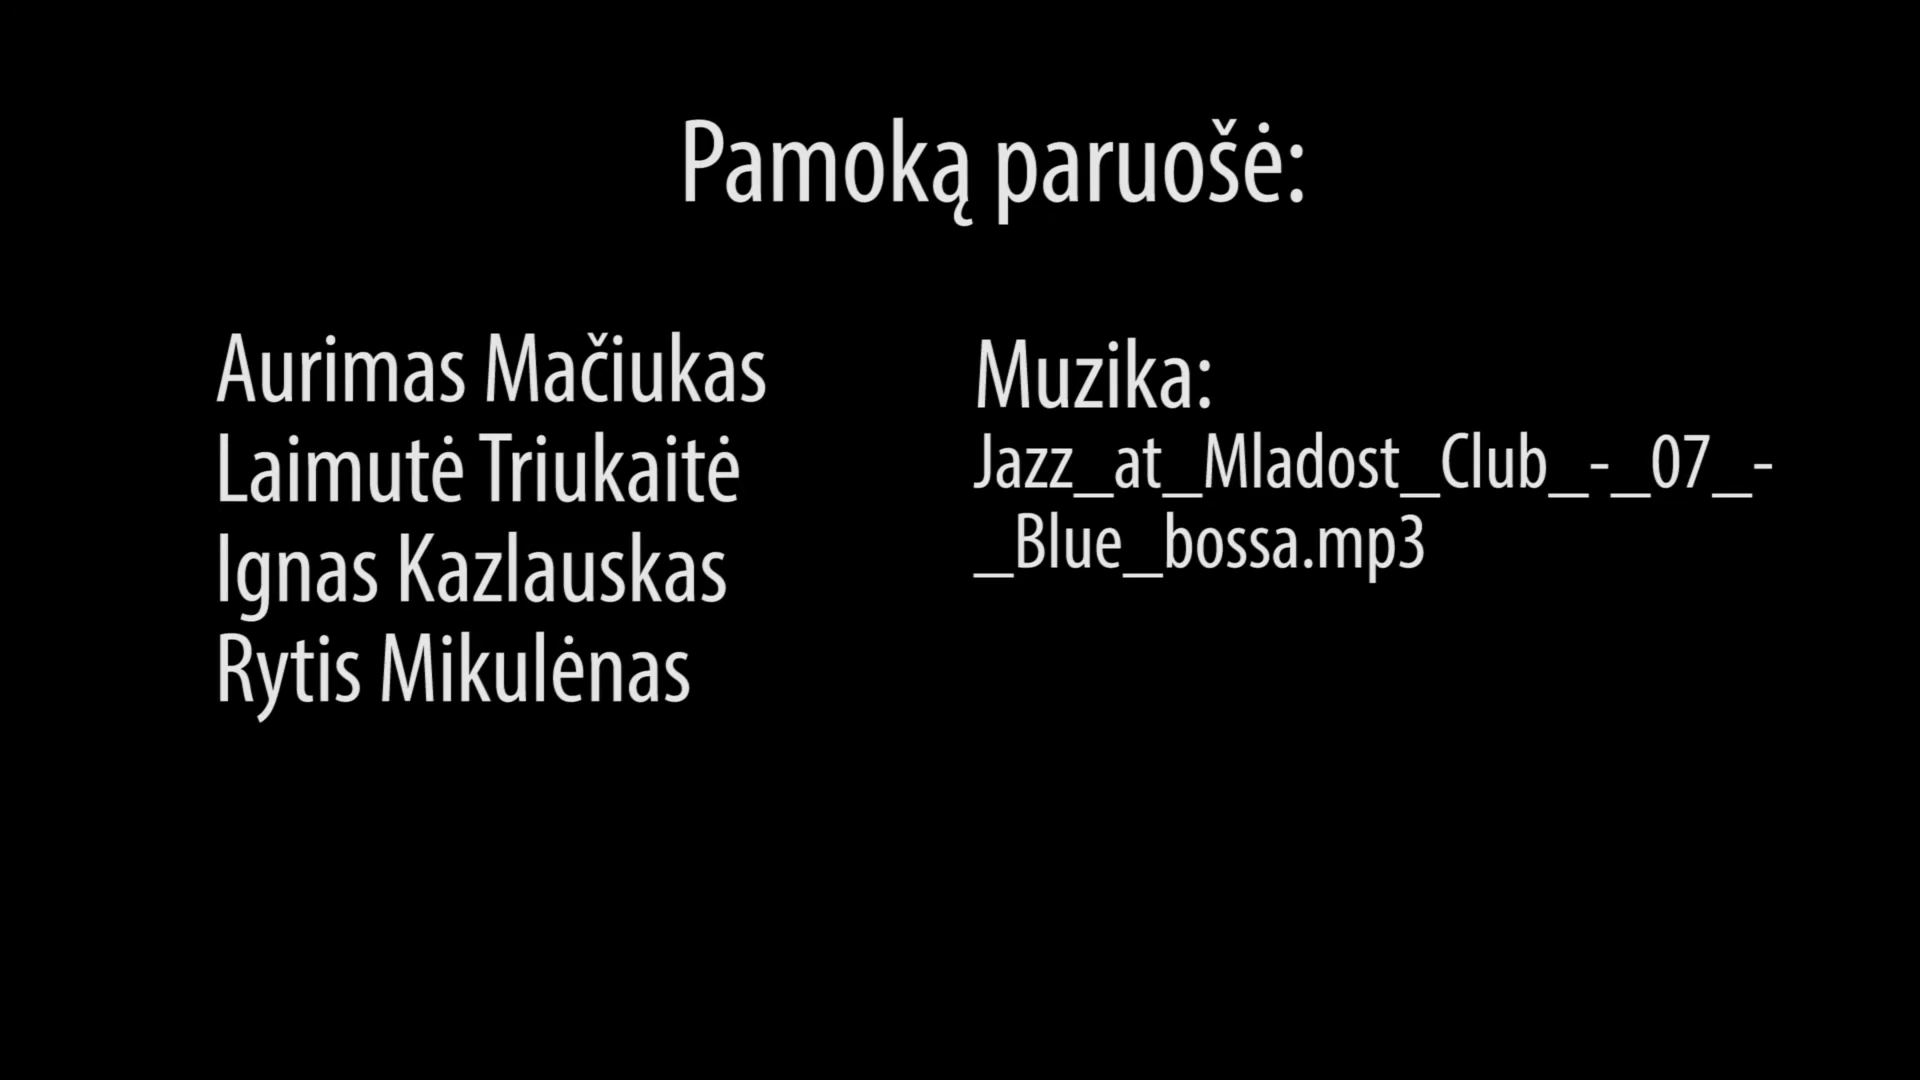 Pamoką paruošė:
Aurimas Mačiukas
Laimutė Triukaitė
Ignas Kazlauskas
Rytis Mikulėnas
Muzika:
Jazz_at_Mladost_Club_-_07_-
_Blue_bossa.mp3